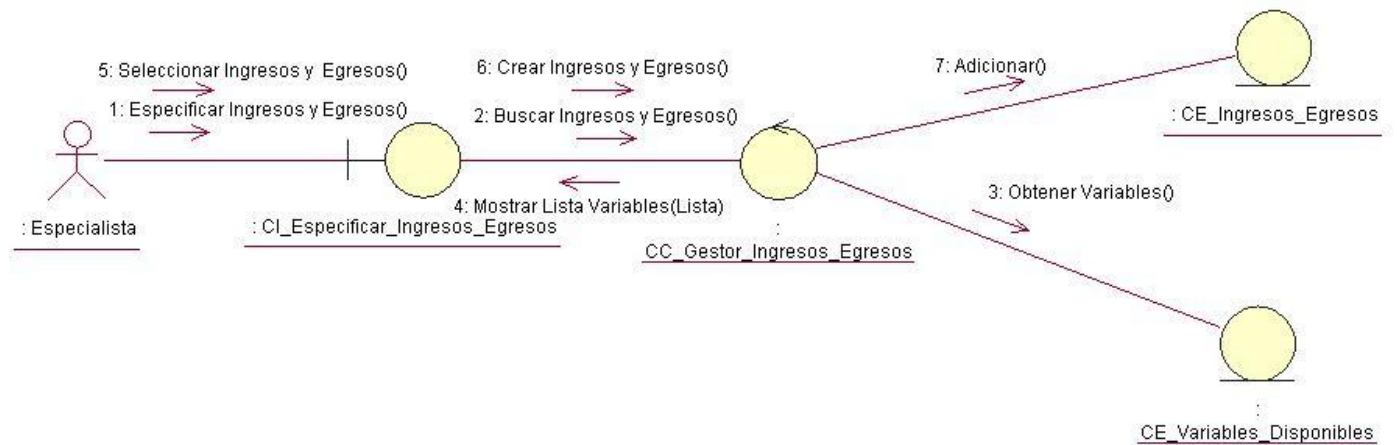 5: Seleccionar Ingresos y Egresos()
1: Especificar Ingresos y Egresos()
6: Crear Ingresos y Egresos()
2: Buscar Ingresos y Egresos()
7: Adicionar()
: CE_Ingresos_Egresos
4: Mostrar Lista Variables(Lista)
3: Obtener Variables()
: Especialista
: CI_Especificar_Ingresos_Egresos
:
CC_Gestor_Ingresos_Egresos
:
CE_Variables_Disponibles